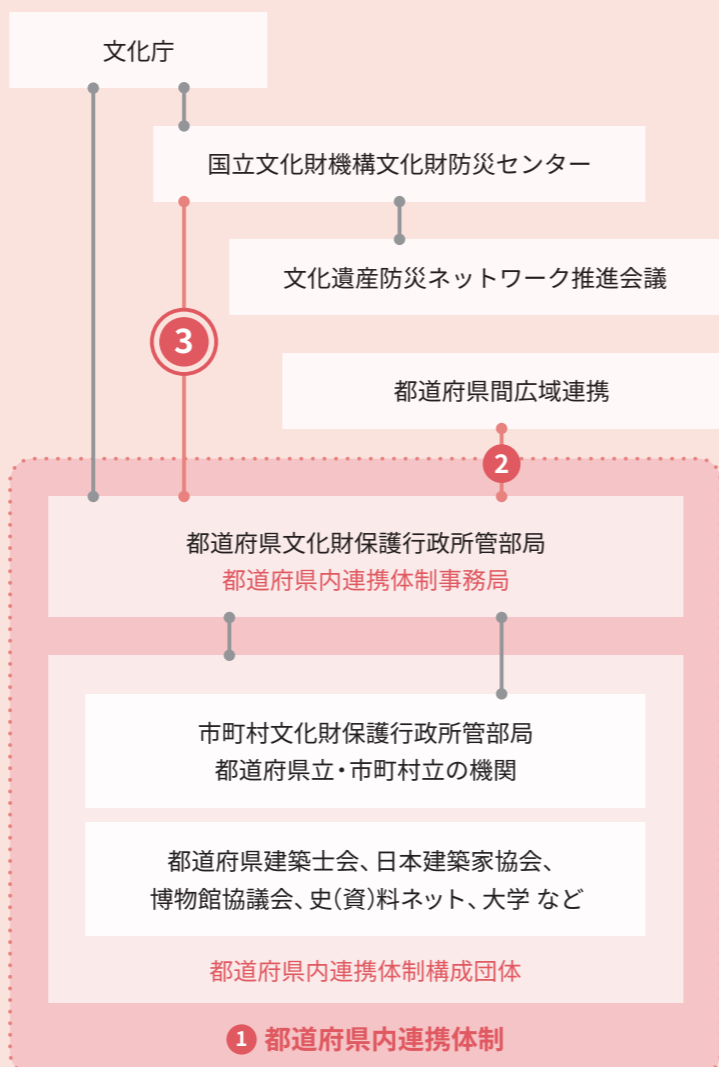 文化庁
国立文化財機構文化財防災センター
文化遺産防災ネットワーク推進会議
3
都道府県間広域連携
2
都道府県文化財保護行政所管部局
都道府県内連携体制事務局
市町村文化財保護行政所管部局
都道府県立・市町村立の機関
都道府県建築士会、日本建築家協会、
博物館協議会、史(資)料ネット、大学 など
都道府県内連携体制構成団体
1 都道府県内連携体制